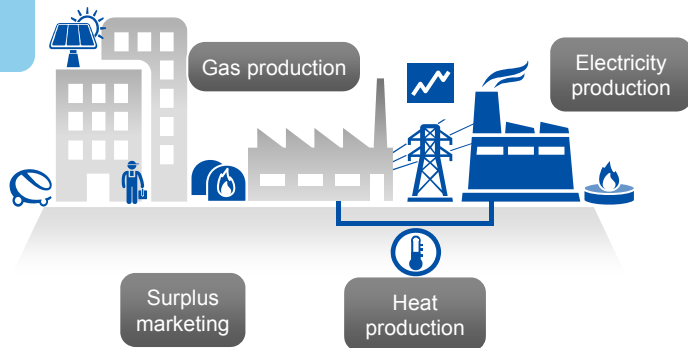 Gas production
Electricity
production
Surplus
marketing
Heat
production